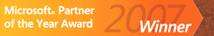 Microsoft® Partner
of the Year Award
2007 Winner